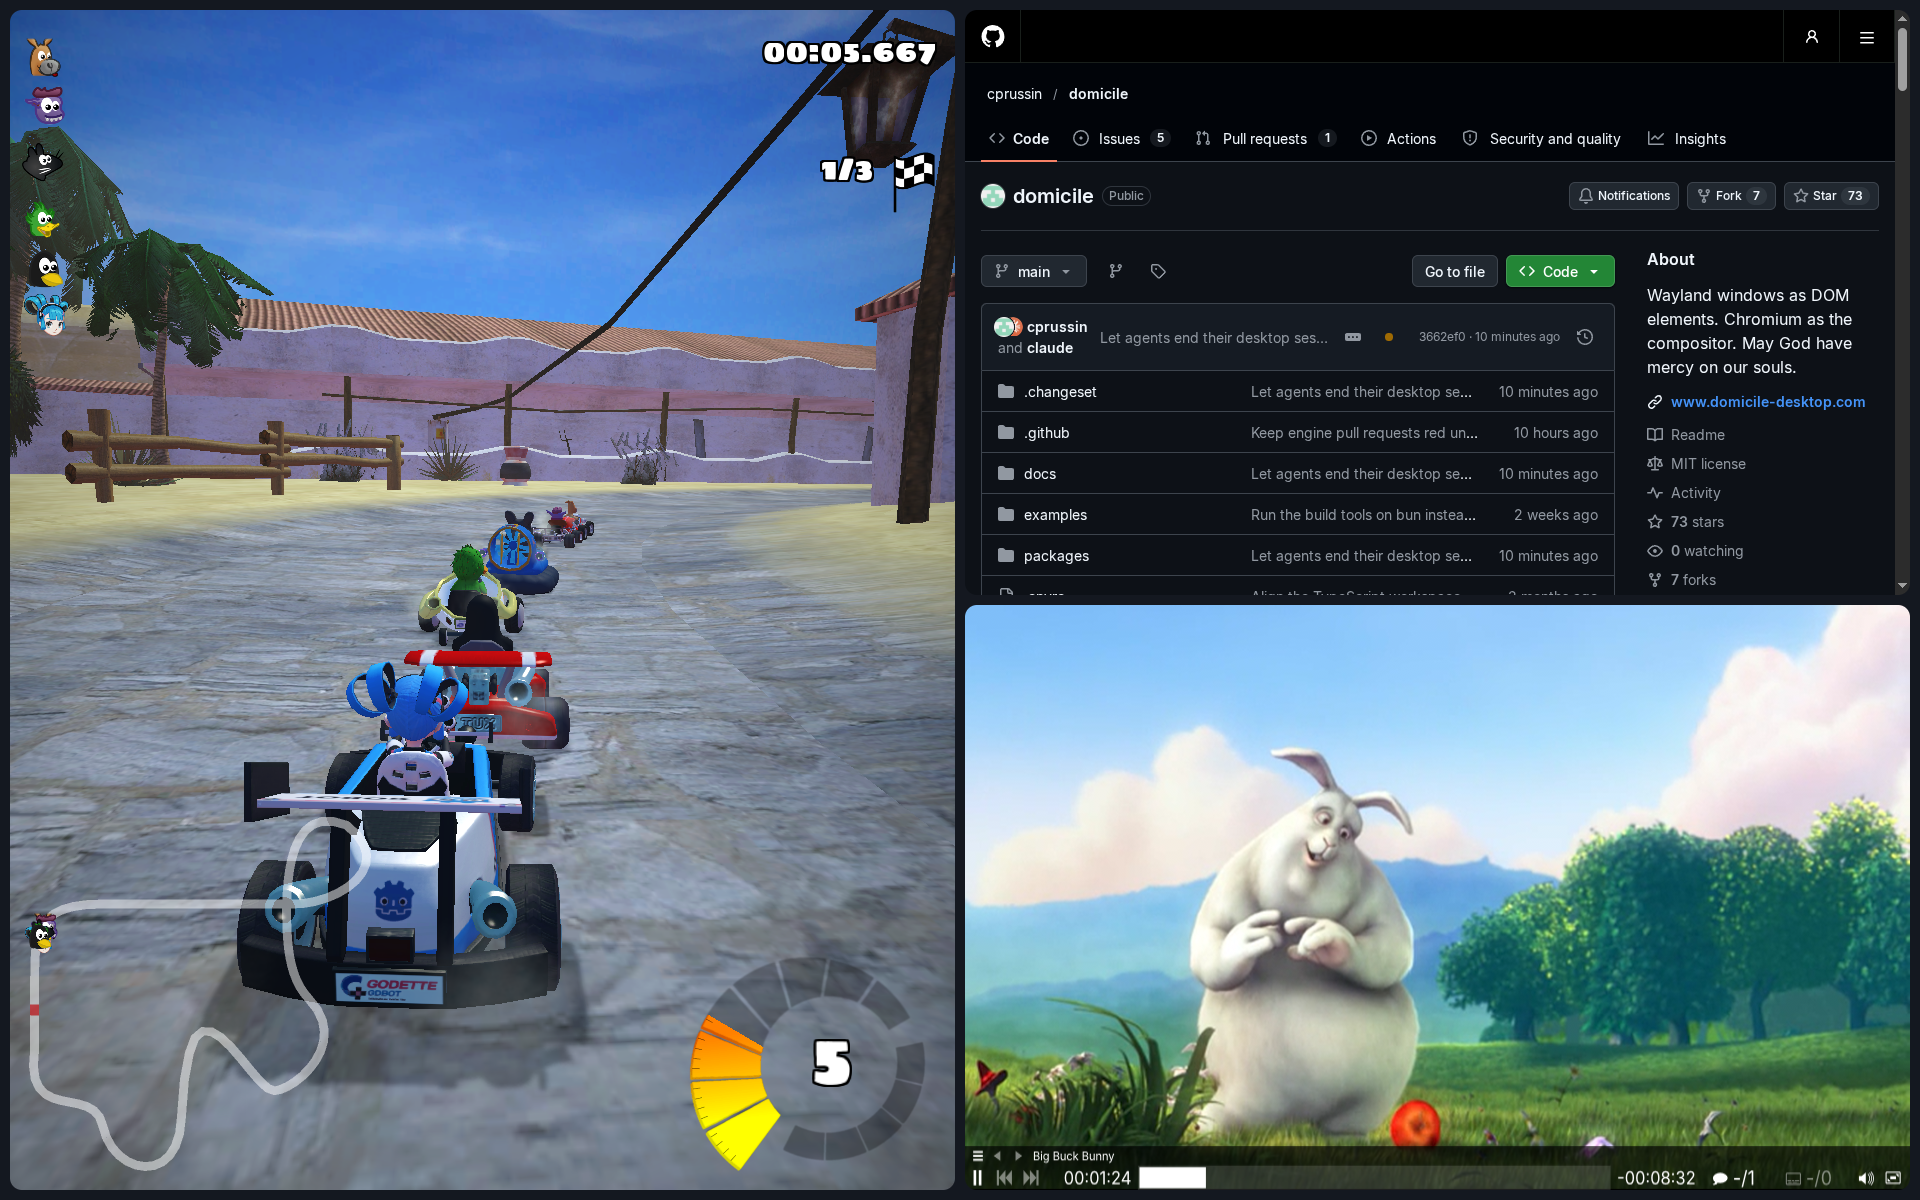 00:05.667
1/3
TUX
GODETTE
GDBOT
5
cprussin / domicile
Code
Issues 5
Pull requests 1
Actions
Security and quality
Insights
domicile Public
Notifications
Fork 7
Star 73
main
Go to file
Code
cprussin and claude
Let agents end their desktop ses...
3662ef0 · 10 minutes ago
.changeset Let agents end their desktop se... 10 minutes ago
.github Keep engine pull requests red un... 10 hours ago
docs Let agents end their desktop se... 10 minutes ago
examples Run the build tools on bun instea... 2 weeks ago
packages Let agents end their desktop se... 10 minutes ago
About
Wayland windows as DOM
elements. Chromium as the
compositor. May God have
mercy on our souls.
www.domicile-desktop.com
Readme
MIT license
Activity
73 stars
0 watching
7 forks
Big Buck Bunny
00:01:24
-00:08:32
-/1
-/0